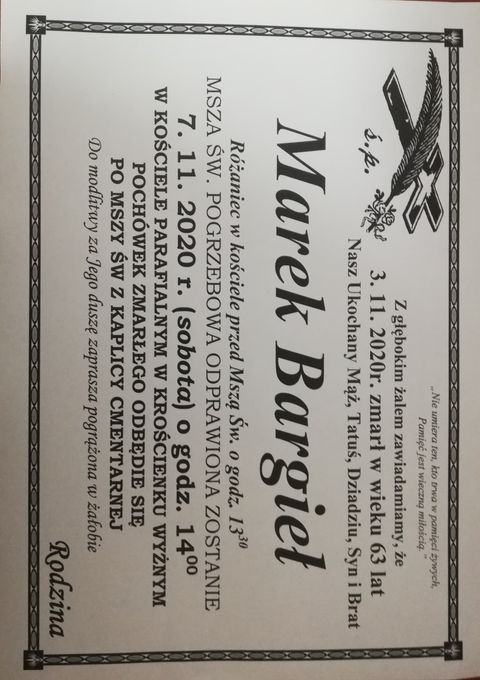 „Nie umiera ten, kto trwa w pamięci żywych,
Pamięć jest wieczną miłością."
Z głębokim żalem zawiadamiamy, że
3. 11. 2020r. zmarł w wieku 63 lat
Nasz Ukochany Mąż, Tatuś, Dziadziu, Syn i Brat
ś.p.
Marek Bargieł
Różaniec w kościele przed Mszą Św. o godz. 13³⁰
MSZA ŚW. POGRZEBOWA ODPRAWIONA ZOSTANIE
7. 11. 2020 r. (sobota) o godz. 14⁰⁰
W KOŚCIELE PARAFIALNYM W KROŚCIENKU WYŻNYM
POCHÓWEK ZMARŁEGO ODBĘDZIE SIĘ
PO MSZY ŚW Z KAPLICY CMENTARNEJ
Do modlitwy za Jego duszę zaprasza pogrążona w żałobie
Rodzina